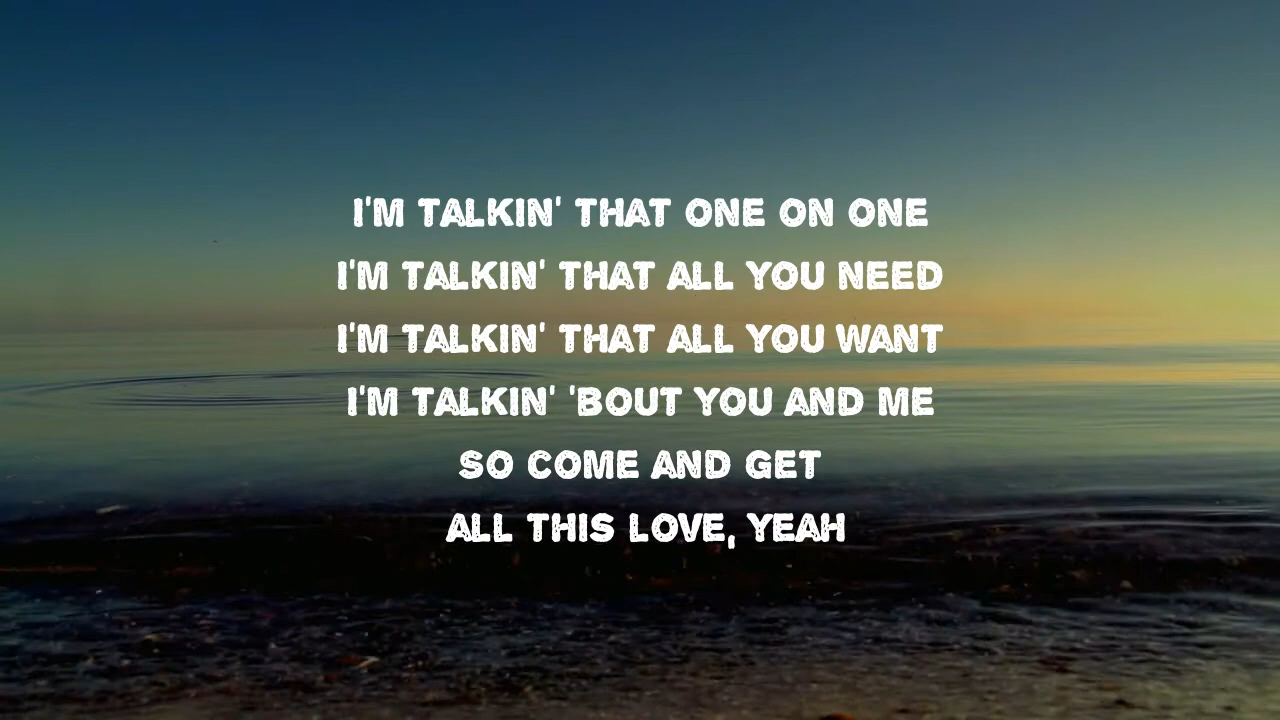 I'M TALKIN' THAT ONE ON ONE
I'M TALKIN' THAT ALL YOU NEED
I'M TALKIN' THAT ALL YOU WANT
I'M TALKIN' 'BOUT YOU AND ME
SO COME AND GET
ALL THIS LOVE, YEAH